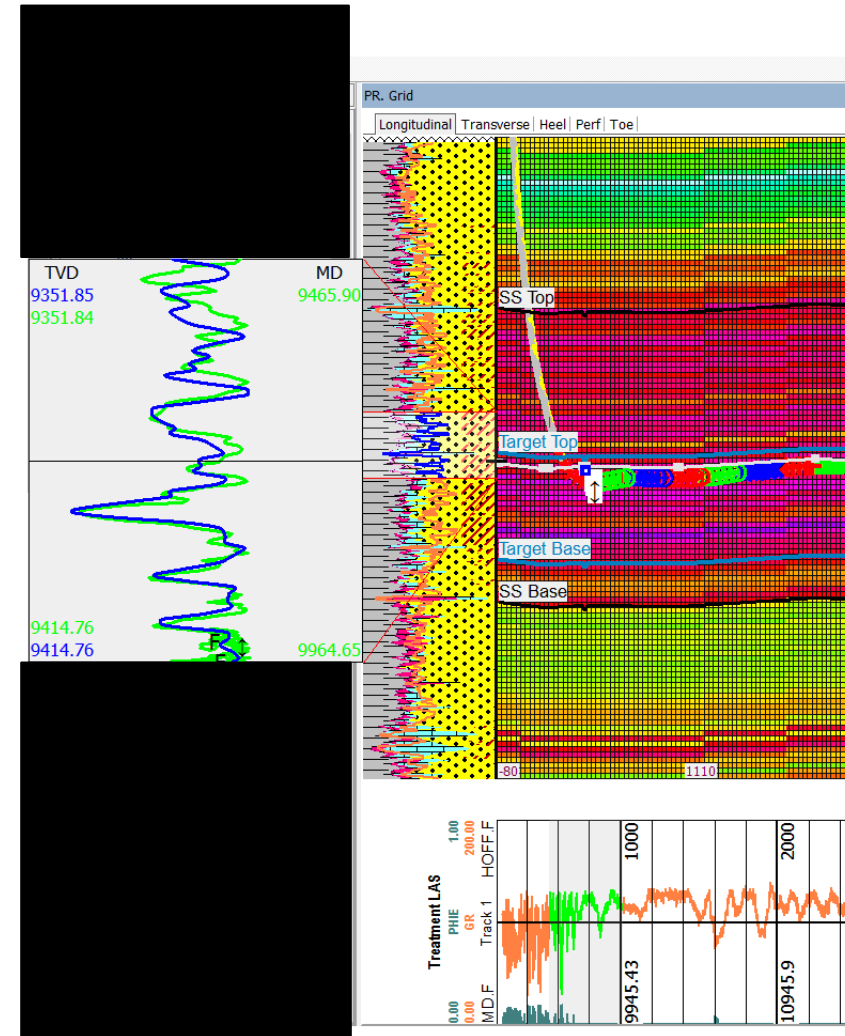 PR. Grid
Longitudinal Transverse Heel Perf Toe
TVD MD
9351.85 9465.90
9351.84
SS Top
Target Top
Target Base
SS Base
9414.76
9414.76 9964.65
F
F
-80 1110
Treatment LAS
0.00 PHIE 1.00
0.00 GR 200.00
Track 1
MD.F HOFF.F
1000
2000
9945.43
10945.9